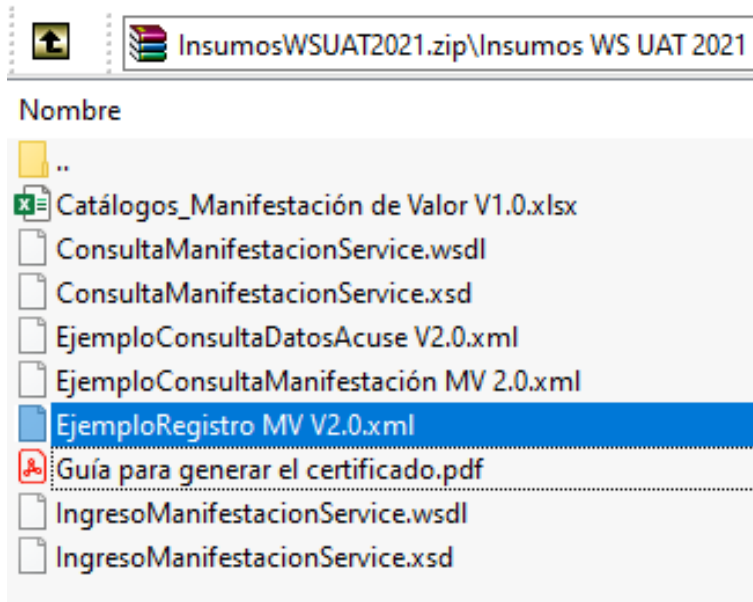 InsumosWSUAT2021.zip\Insumos WS UAT 2021
Nombre
..
Catálogos_Manifestación de Valor V1.0.xlsx
ConsultaManifestacionService.wsdl
ConsultaManifestacionService.xsd
EjemploConsultaDatosAcuse V2.0.xml
EjemploConsultaManifestación MV 2.0.xml
EjemploRegistro MV V2.0.xml
Guía para generar el certificado.pdf
IngresoManifestacionService.wsdl
IngresoManifestacionService.xsd